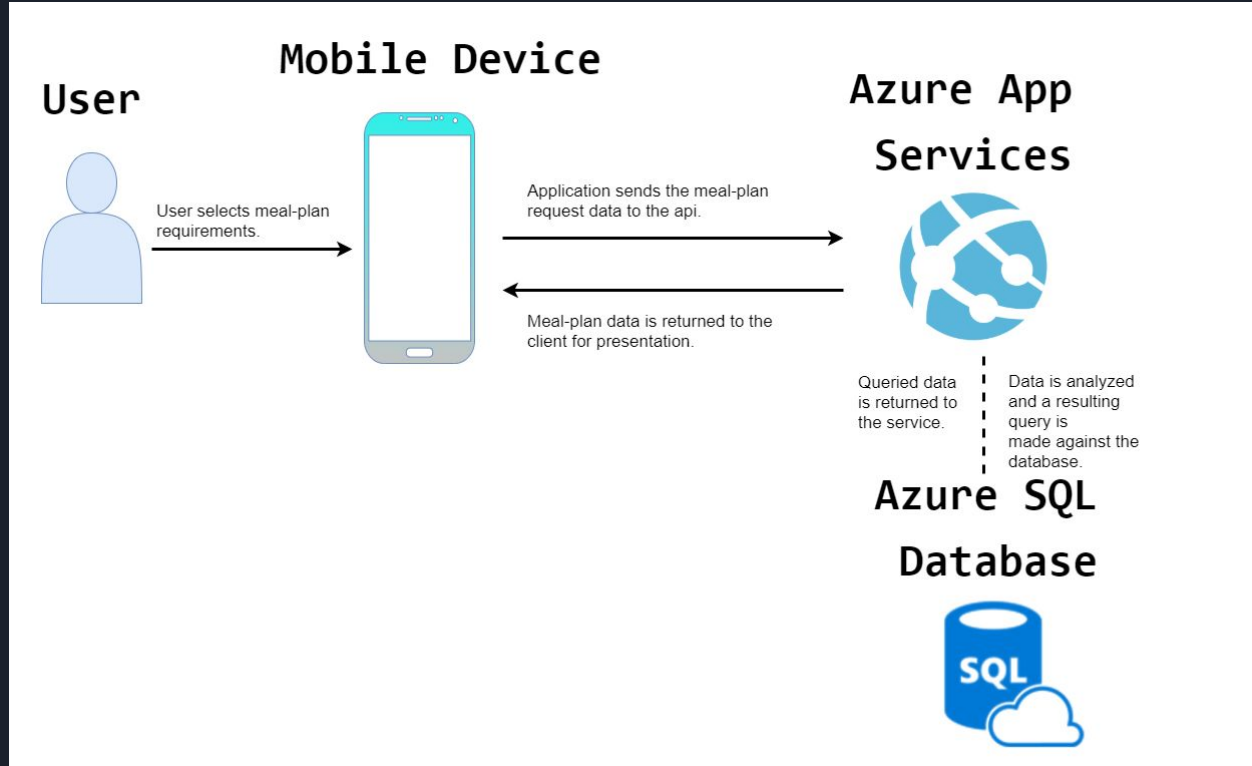 User
Mobile Device
Azure App
Services
User selects meal-plan
requirements.
Application sends the meal-plan
request data to the api.
Meal-plan data is returned to the
client for presentation.
Queried data
is returned to
the service.
Data is analyzed
and a resulting
query is
made against the
database.
Azure SQL
Database
SQL